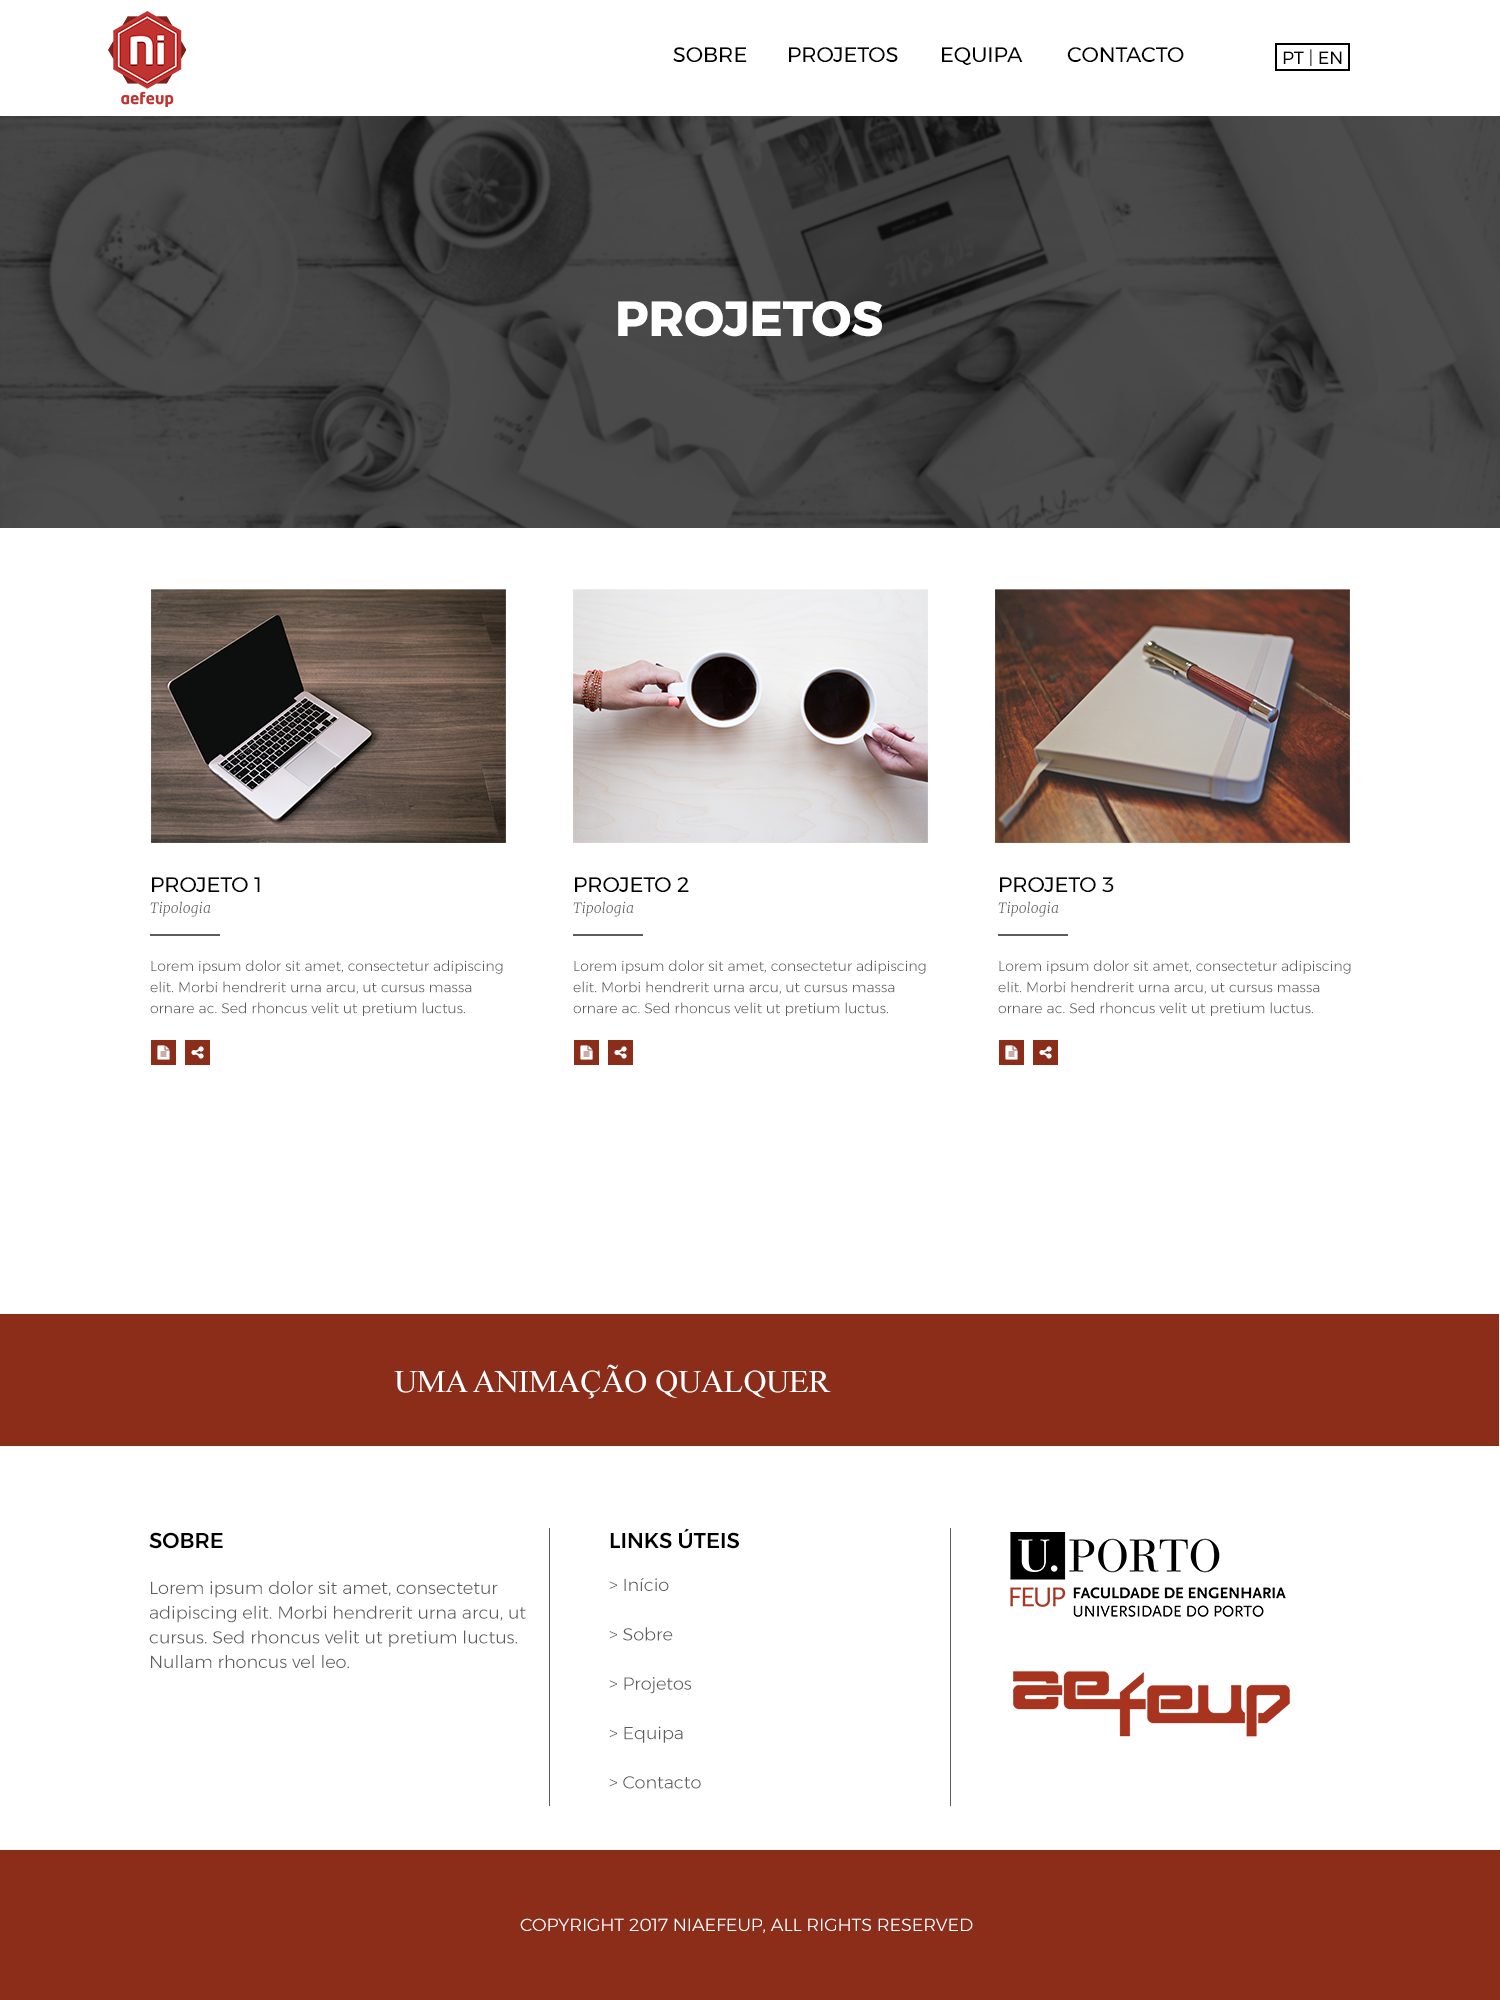 ni
aefeup
SOBRE PROJETOS EQUIPA CONTACTO PT | EN
PROJETOS
Thank You
PROJETO 1
Tipologia
Lorem ipsum dolor sit amet, consectetur adipiscing
elit. Morbi hendrerit urna arcu, ut cursus massa
ornare ac. Sed rhoncus velit ut pretium luctus.
PROJETO 2
Tipologia
Lorem ipsum dolor sit amet, consectetur adipiscing
elit. Morbi hendrerit urna arcu, ut cursus massa
ornare ac. Sed rhoncus velit ut pretium luctus.
PROJETO 3
Tipologia
Lorem ipsum dolor sit amet, consectetur adipiscing
elit. Morbi hendrerit urna arcu, ut cursus massa
ornare ac. Sed rhoncus velit ut pretium luctus.
UMA ANIMAÇÃO QUALQUER
SOBRE
Lorem ipsum dolor sit amet, consectetur
adipiscing elit. Morbi hendrerit urna arcu, ut
cursus. Sed rhoncus velit ut pretium luctus.
Nullam rhoncus vel leo.
LINKS ÚTEIS
> Início
> Sobre
> Projetos
> Equipa
> Contacto
U.PORTO
FEUP FACULDADE DE ENGENHARIA
UNIVERSIDADE DO PORTO
aefeup
COPYRIGHT 2017 NIAEFEUP, ALL RIGHTS RESERVED